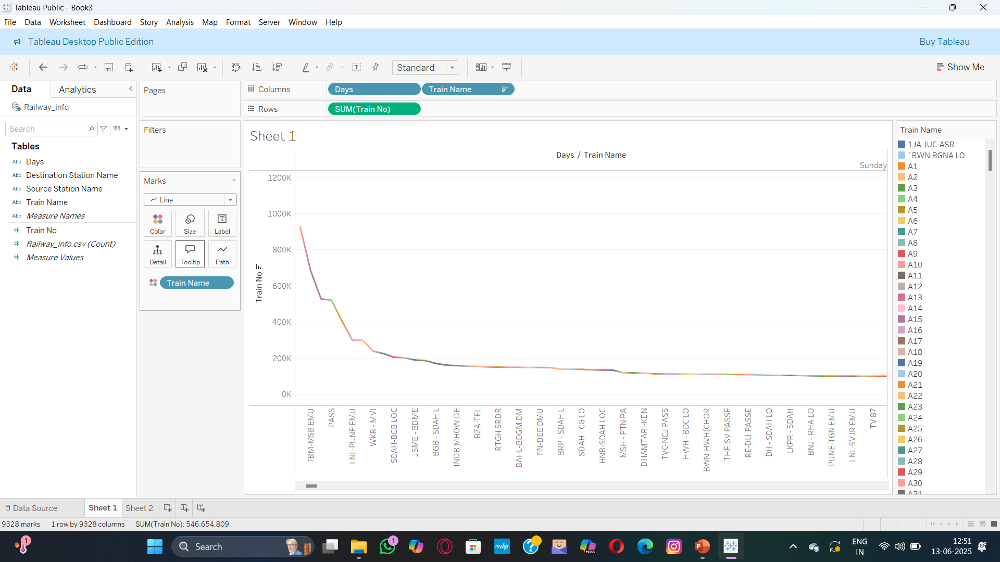 Tableau Public - Book3
File Data Worksheet Dashboard Story Analysis Map Format Server Window Help
Tableau Desktop Public Edition Buy Tableau
Standard Show Me
Data Analytics
Pages
Columns Days Train Name
Railway_info
Rows SUM(Train No)
Search
Filters
Tables
Abc Days
Abc Destination Station Name
Abc Source Station Name
Abc Train Name
Abc Measure Names
Train No
Railway_info.csv (Count)
Measure Values
Marks
Line
Color Size Label
Detail Tooltip Path
Train Name
Sheet 1
Days / Train Name
Sunday
1200K
1000K
800K
600K
400K
200K
0K
Train No
TBM-MSB EMU
PASS
LNL-PUNE EMU
WKR - MVI
SDAH-BGB LOC
JSME - BDME
BGB - SDAH L
INDB MHOW DE
BZA-TEL
RTGH SRDR
BAHL-BDGM DM
FN-DEE DMU
BRP - SDAH L
SDAH - CG LO
HNB-SDAH LOC
MSH - PTN PA
DHAMTARI-KEN
TVC-NCJ PASS
HWH - BDC LO
BWN-HWH(CHOR
THE-SV PASSE
RE-DLI PASSE
DH - SDAH LO
LKPR - SDAH
BNJ - RHA LO
PUNE-TGN EMU
LNL-SVJR EMU
TV 87
Train Name
1JA JUC-ASR
`BWN BGNA LO
A1
A2
A3
A4
A5
A6
A7
A8
A9
A10
A11
A12
A13
A14
A15
A16
A17
A18
A19
A20
A21
A22
A23
A24
A25
A26
A27
A28
A29
A30
A31
Data Source Sheet 1 Sheet 2
9328 marks 1 row by 9328 columns SUM(Train No): 546,654,809
1
Search
1
myhp
M365
ENG
IN
12:51
13-06-2025